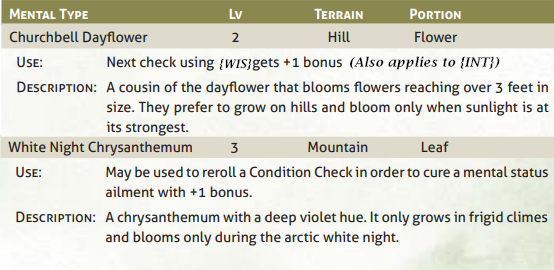 MENTAL TYPE LV TERRAIN PORTION
Churchbell Dayflower 2 Hill Flower
USE: Next check using {WIS}gets +1 bonus (Also applies to {INT})
DESCRIPTION: A cousin of the dayflower that blooms flowers reaching over 3 feet in
size. They prefer to grow on hills and bloom only when sunlight is at
its strongest.
White Night Chrysanthemum 3 Mountain Leaf
USE: May be used to reroll a Condition Check in order to cure a mental status
ailment with +1 bonus.
DESCRIPTION: A chrysanthemum with a deep violet hue. It only grows in frigid climes
and blooms only during the arctic white night.